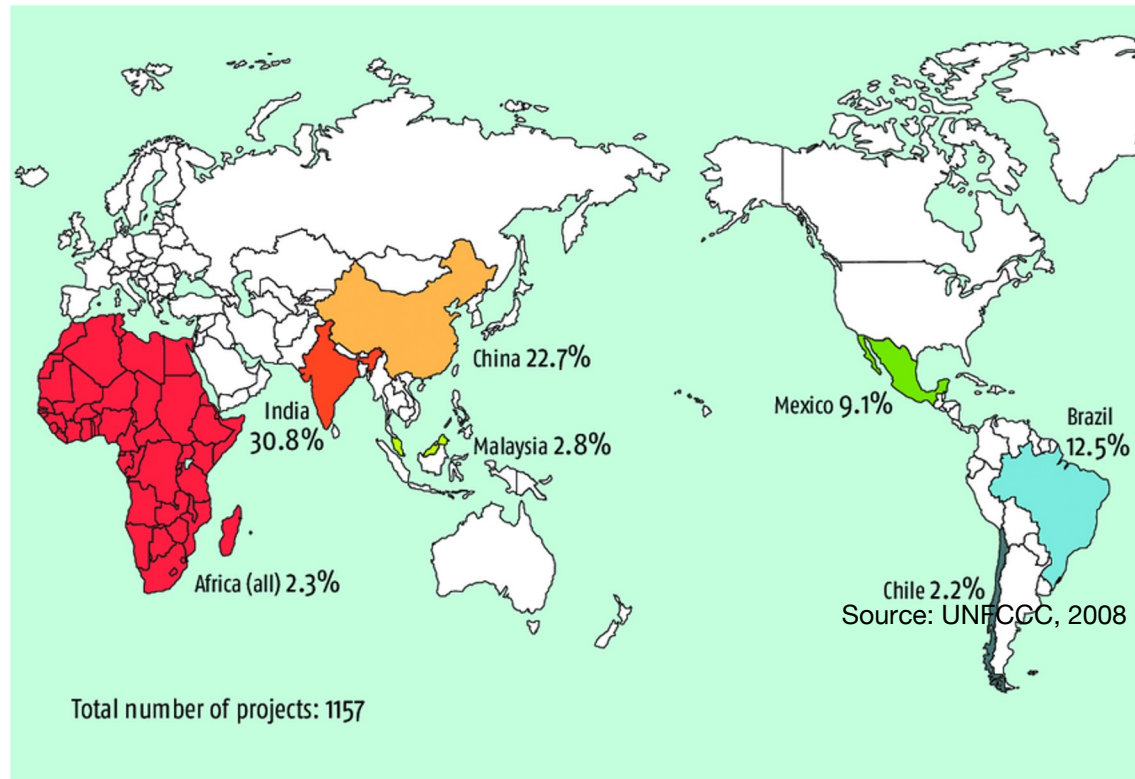 China 22.7%
India
30.8%
Malaysia 2.8%
Mexico 9.1%
Brazil
12.5%
Africa (all) 2.3%
Chile 2.2%
Source: UNFCCC, 2008
Total number of projects: 1157